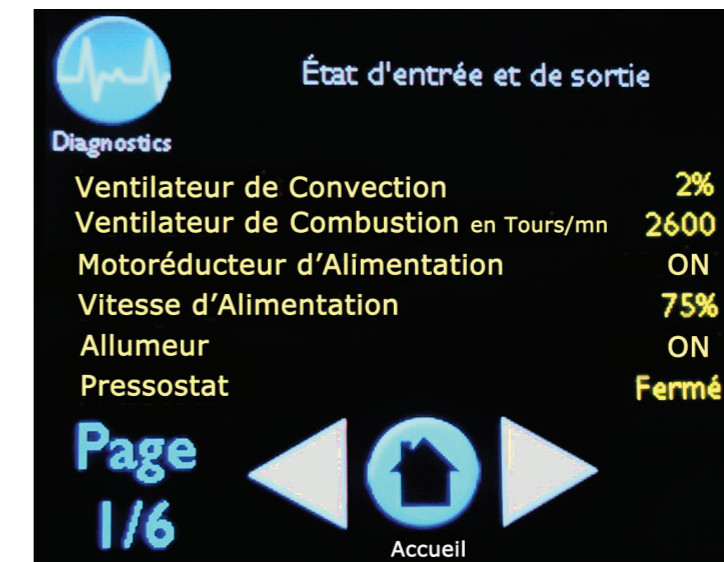 État d'entrée et de sortie
Diagnostics
Ventilateur de Convection 2%
Ventilateur de Combustion en Tours/mn 2600
Motoréducteur d’Alimentation ON
Vitesse d’Alimentation 75%
Allumeur ON
Pressostat Fermé
Page
1/6
Accueil